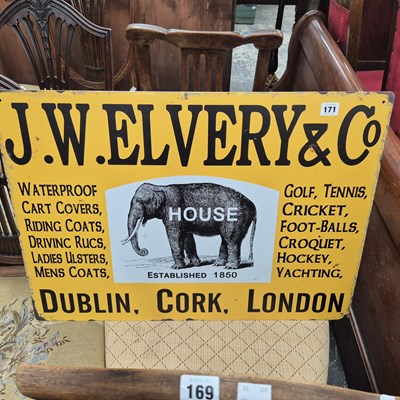 171
J.W. ELVERY & Co
WATERPROOF
CART COVERS,
RIDING COATS,
DRIVING RUGS,
LADIES ULSTERS,
MENS COATS,
HOUSE
ESTABLISHED 1850
GOLF, TENNIS,
CRICKET,
FOOT-BALLS,
CROQUET,
HOCKEY,
YACHTING,
DUBLIN, CORK, LONDON
169